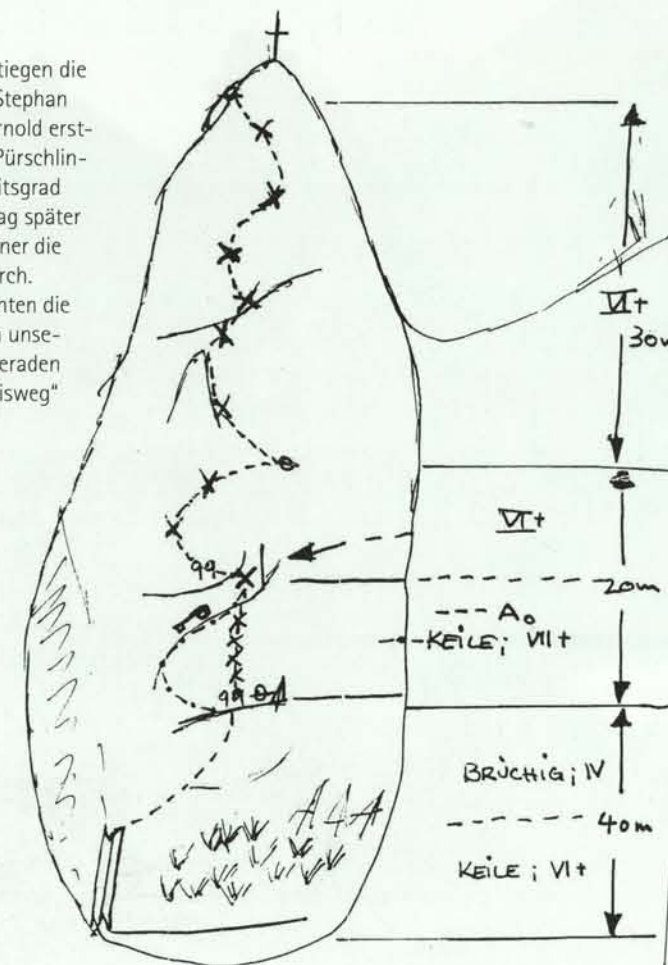 tiegen die
Stephan
rnold erst-
Pürschlin-
itsgrad
ag später
ner die
rch.
nten die
n unse-
eraden
isweg"
VI+
30m
VI+
20m
A0
KEILE; VII+
BRÜCHIG; IV
40m
KEILE; VI+